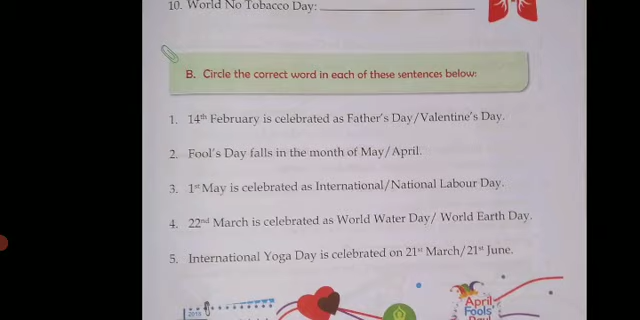 10. World No Tobacco Day:
B. Circle the correct word in each of these sentences below:
1. 14th February is celebrated as Father's Day/Valentine's Day.
2. Fool's Day falls in the month of May/April.
3. 1st May is celebrated as International/National Labour Day.
4. 22nd March is celebrated as World Water Day/ World Earth Day.
5. International Yoga Day is celebrated on 21st March/21st June.
April
Fools'
Day!